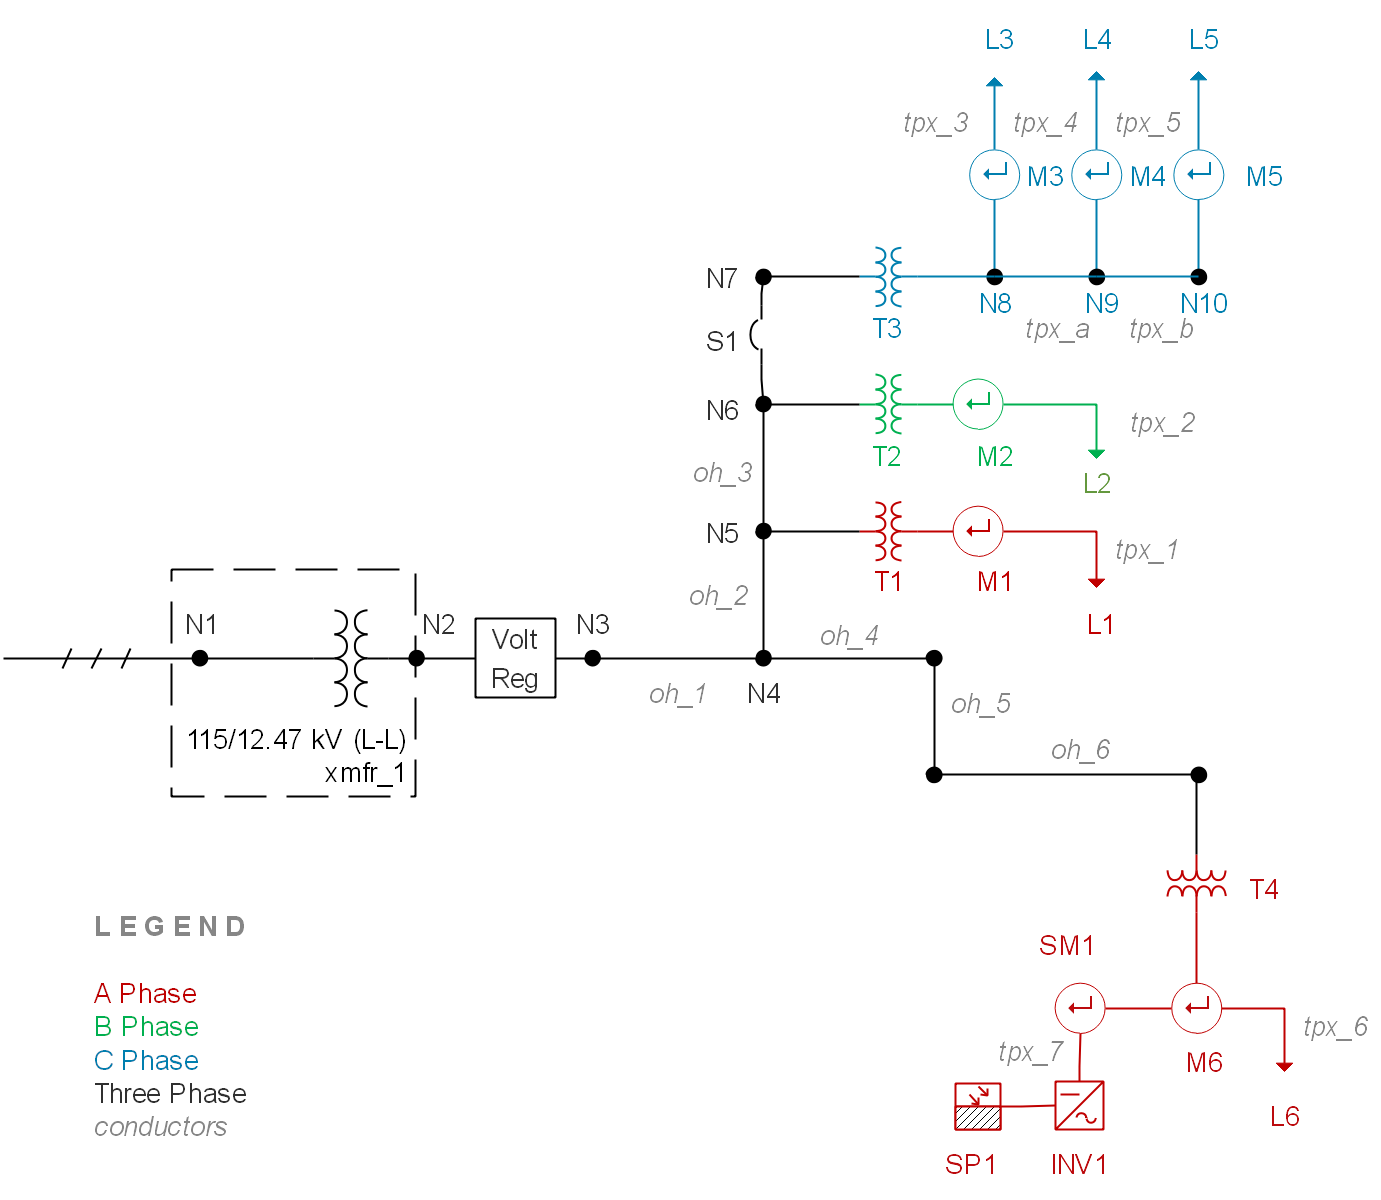 L3 L4 L5
tpx_3 tpx_4 tpx_5
M3 M4 M5
N7
N8 N9 N10
T3 tpx_a tpx_b
S1
N6
T2 M2 tpx_2
oh_3 L2
N5
T1 M1 tpx_1
oh_2
L1
N1 N2 Volt Reg N3
oh_4
oh_1 N4 oh_5
115/12.47 kV (L-L)
xmfr_1
oh_6
T4
LEGEND
SM1
A Phase
B Phase
C Phase
Three Phase
conductors
tpx_7 M6 tpx_6
L6
SP1 INV1